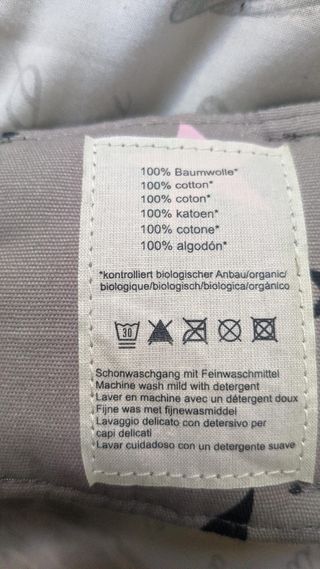 100% Baumwolle*
100% cotton*
100% coton*
100% katoen*
100% cotone*
100% algodón*
*kontrolliert biologischer Anbau/organic/
biologique/biologisch/biologica/orgánico
30
Schonwaschgang mit Feinwaschmittel
Machine wash mild with detergent
Laver en machine avec un détergent doux
Fijne was met fijnewasmiddel
Lavaggio delicato con detersivo per
capi delicati
Lavar cuidadoso con un detergente suave